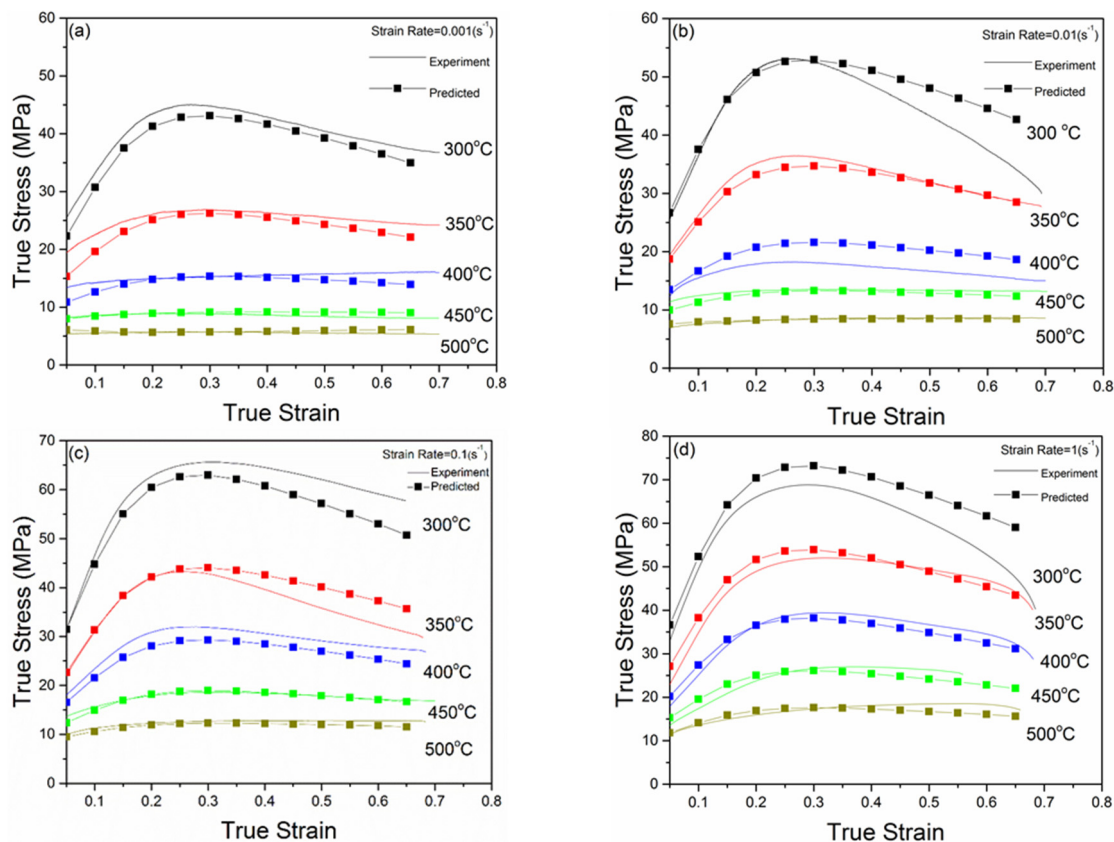 (a)
Strain Rate=0.001(s⁻¹)
Experiment
Predicted
300°C
350°C
400°C
450°C
500°C
True Stress (MPa)
0
10
20
30
40
50
60
0.1 0.2 0.3 0.4 0.5 0.6 0.7 0.8
True Strain
(b)
Strain Rate=0.01(s⁻¹)
Experiment
Predicted
300 °C
350°C
400°C
450°C
500°C
True Stress (MPa)
0
10
20
30
40
50
60
0.1 0.2 0.3 0.4 0.5 0.6 0.7 0.8
True Strain
(c)
Strain Rate=0.1(s⁻¹)
Experiment
Predicted
300°C
350°C
400°C
450°C
500°C
True Stress (MPa)
0
10
20
30
40
50
60
70
0.1 0.2 0.3 0.4 0.5 0.6 0.7 0.8
True Strain
(d)
Strain Rate=1(s⁻¹)
Experiment
Predicted
300°C
350°C
400°C
450°C
500°C
True Stress (MPa)
0
10
20
30
40
50
60
70
80
0.1 0.2 0.3 0.4 0.5 0.6 0.7 0.8
True Strain